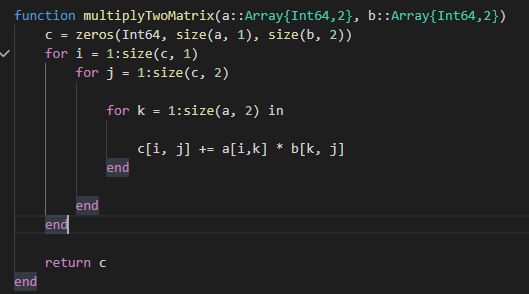 function multiplyTwoMatrix(a::Array{Int64,2}, b::Array{Int64,2})
    c = zeros(Int64, size(a, 1), size(b, 2))
    for i = 1:size(c, 1)
        for j = 1:size(c, 2)
            for k = 1:size(a, 2) in
                c[i, j] += a[i,k] * b[k, j]
            end
        end
    end
    return c
end